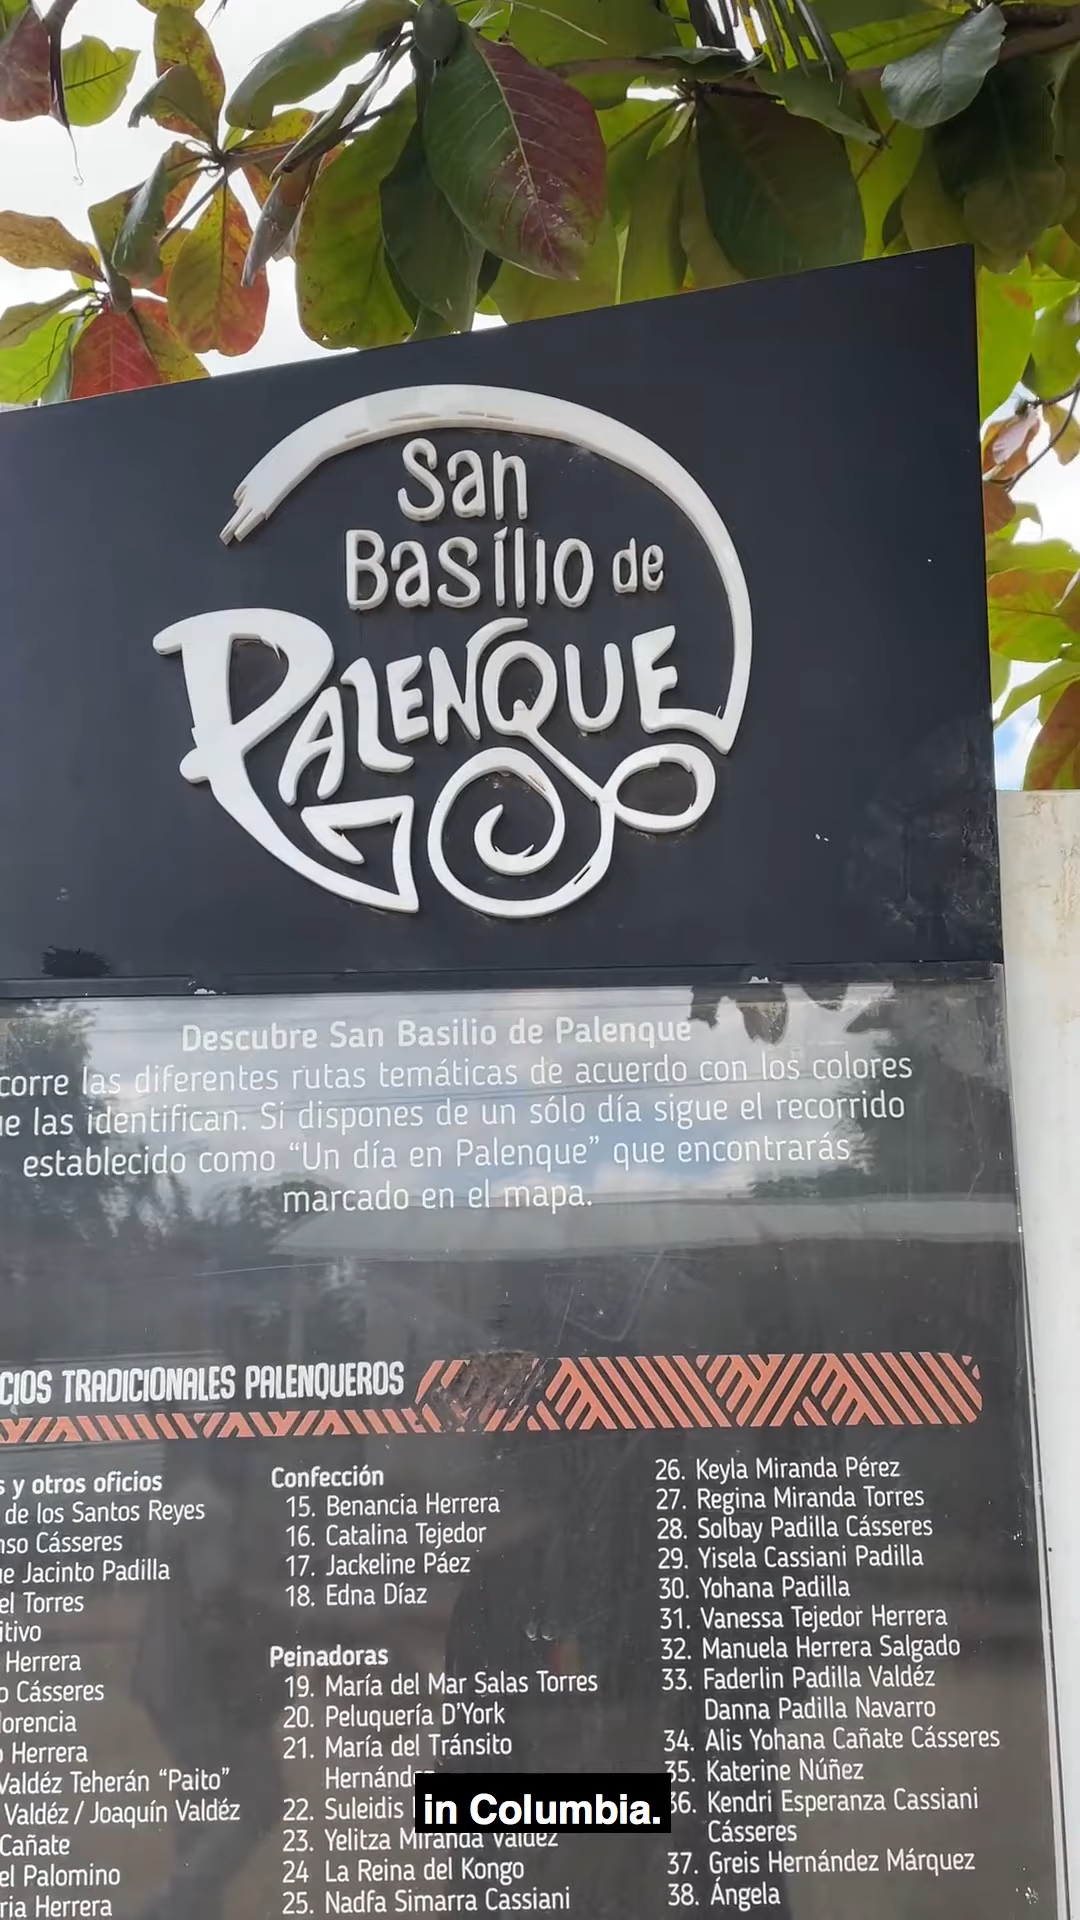 San
Basilio de
PALENQUE
Descubre San Basilio de Palenque
corre las diferentes rutas temáticas de acuerdo con los colores
ue las identifican. Si dispones de un sólo día sigue el recorrido
establecido como “Un día en Palenque” que encontrarás
marcado en el mapa.
CIOS TRADICIONALES PALENQUEROS
s y otros oficios
de los Santos Reyes
nso Cásseres
ue Jacinto Padilla
el Torres
itivo
Herrera
o Cásseres
lorencia
o Herrera
Valdéz Teherán “Paito”
Valdéz / Joaquín Valdéz
Cañate
el Palomino
ria Herrera
Confección
15. Benancia Herrera
16. Catalina Tejedor
17. Jackeline Páez
18. Edna Díaz
Peinadoras
19. María del Mar Salas Torres
20. Peluquería D’York
21. María del Tránsito
Hernánd
22. Suleidis
23. Yelitza Miranda Valdez
24 La Reina del Kongo
25. Nadfa Simarra Cassiani
26. Keyla Miranda Pérez
27. Regina Miranda Torres
28. Solbay Padilla Cásseres
29. Yisela Cassiani Padilla
30. Yohana Padilla
31. Vanessa Tejedor Herrera
32. Manuela Herrera Salgado
33. Faderlin Padilla Valdéz
Danna Padilla Navarro
34. Alis Yohana Cañate Cásseres
35. Katerine Núñez
36. Kendri Esperanza Cassiani
Cásseres
37. Greis Hernández Márquez
38. Ángela
in Columbia.